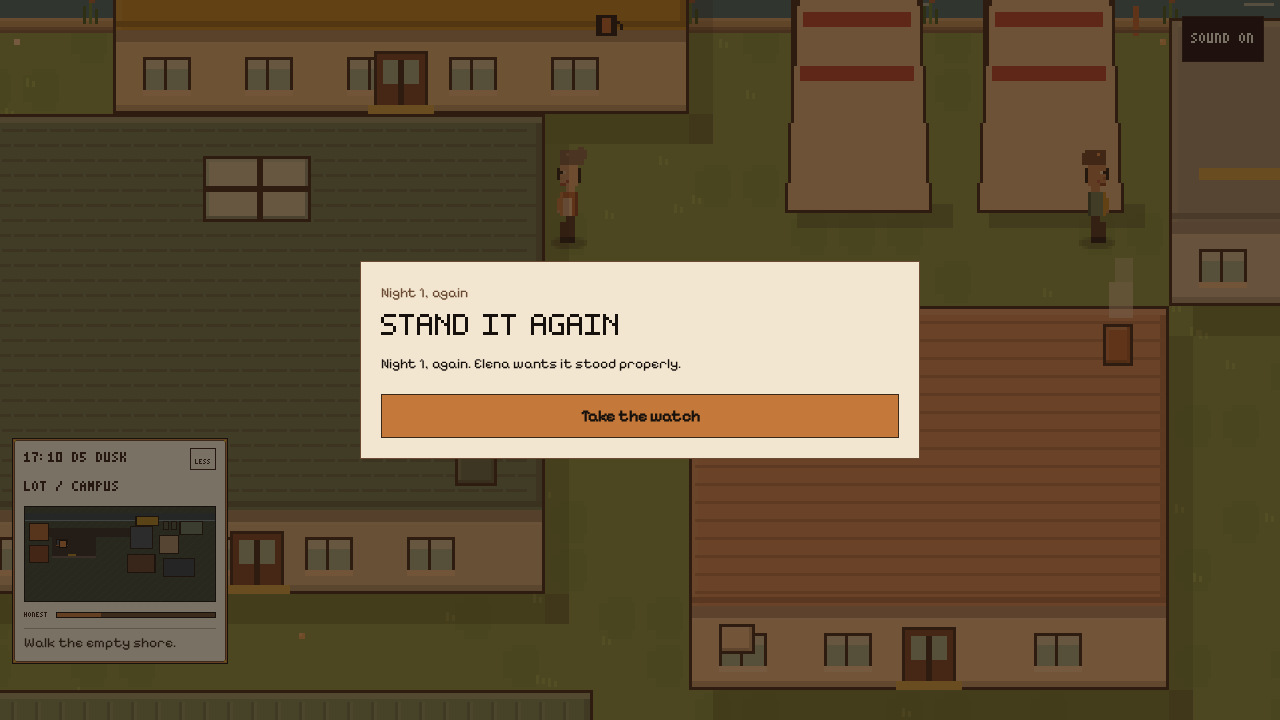 SOUND ON
Night 1, again
STAND IT AGAIN
Night 1, again. Elena wants it stood properly.
Take the watch
17:10 D5 DUSK
LESS
LOT / CAMPUS
HONEST
Walk the empty shore.